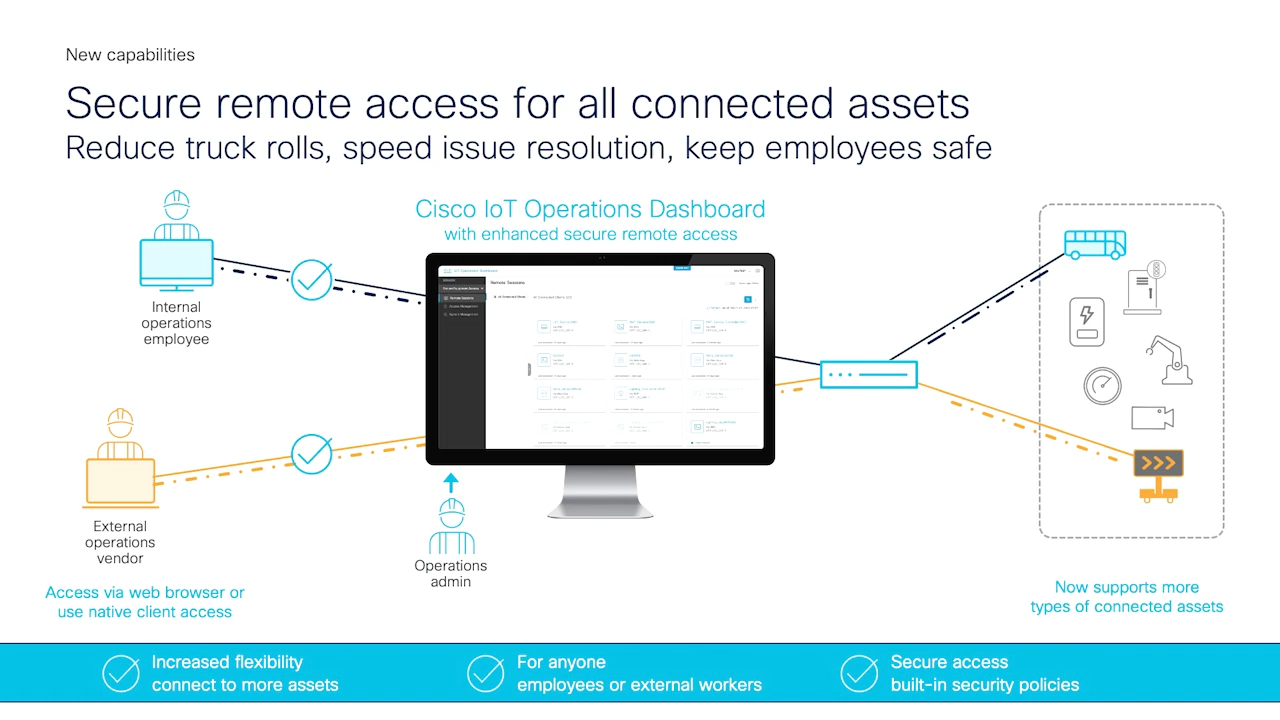 New capabilities
Secure remote access for all connected assets
Reduce truck rolls, speed issue resolution, keep employees safe
Cisco IoT Operations Dashboard
with enhanced secure remote access
IoT Operations Dashboard
Remote Sessions
Internal
operations
employee
External
operations
vendor
Access via web browser or
use native client access
Operations
admin
Now supports more
types of connected assets
Increased flexibility
connect to more assets
For anyone
employees or external workers
Secure access
built-in security policies